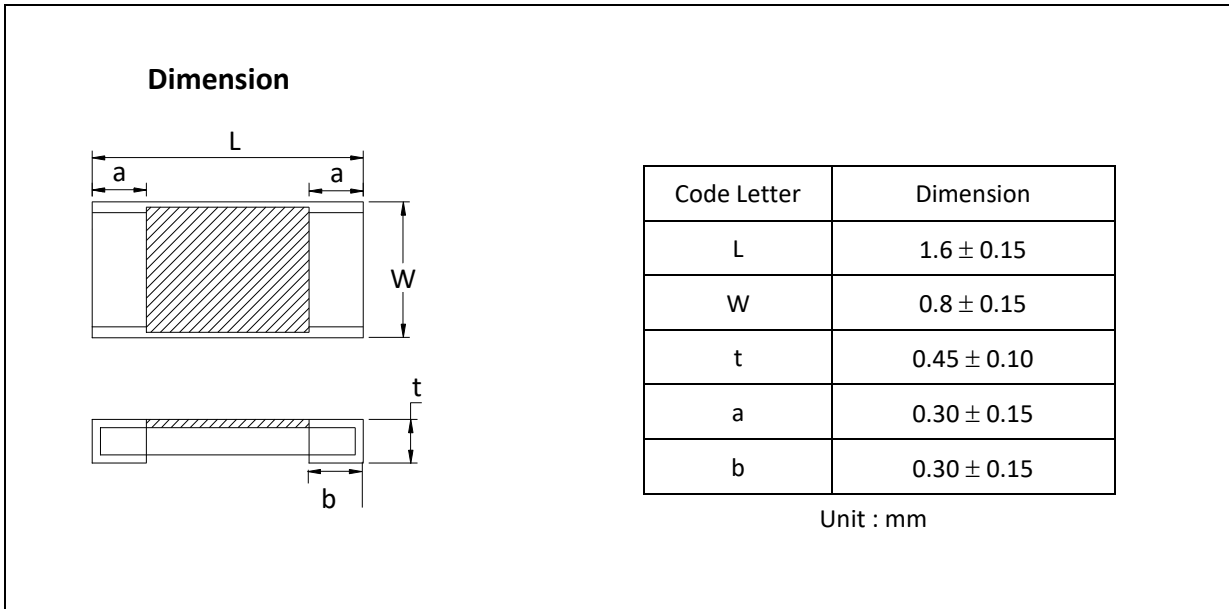 Dimension
L
a a
W
t
b
Code Letter Dimension
L 1.6 ± 0.15
W 0.8 ± 0.15
t 0.45 ± 0.10
a 0.30 ± 0.15
b 0.30 ± 0.15
Unit : mm